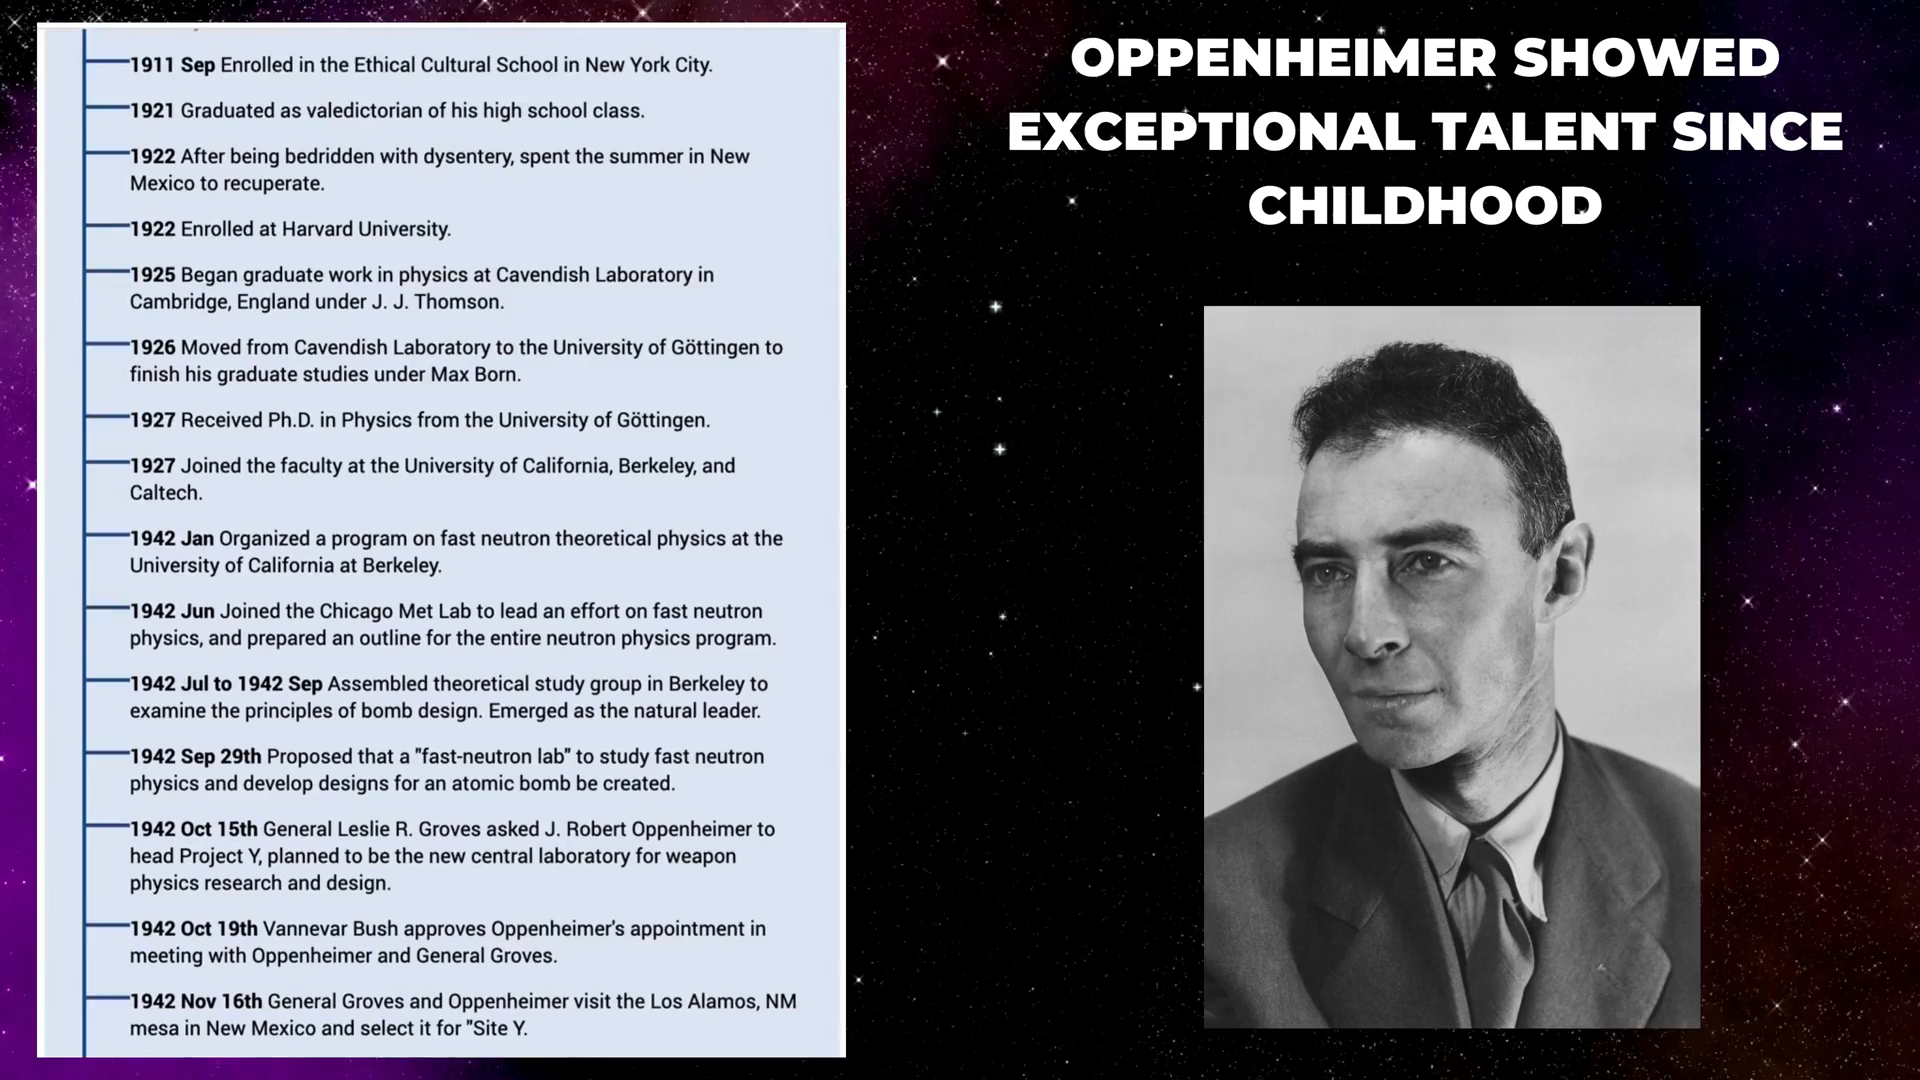 1911 Sep Enrolled in the Ethical Cultural School in New York City.
1921 Graduated as valedictorian of his high school class.
1922 After being bedridden with dysentery, spent the summer in New
Mexico to recuperate.
1922 Enrolled at Harvard University.
1925 Began graduate work in physics at Cavendish Laboratory in
Cambridge, England under J. J. Thomson.
1926 Moved from Cavendish Laboratory to the University of Göttingen to
finish his graduate studies under Max Born.
1927 Received Ph.D. in Physics from the University of Göttingen.
1927 Joined the faculty at the University of California, Berkeley, and
Caltech.
1942 Jan Organized a program on fast neutron theoretical physics at the
University of California at Berkeley.
1942 Jun Joined the Chicago Met Lab to lead an effort on fast neutron
physics, and prepared an outline for the entire neutron physics program.
1942 Jul to 1942 Sep Assembled theoretical study group in Berkeley to
examine the principles of bomb design. Emerged as the natural leader.
1942 Sep 29th Proposed that a "fast-neutron lab" to study fast neutron
physics and develop designs for an atomic bomb be created.
1942 Oct 15th General Leslie R. Groves asked J. Robert Oppenheimer to
head Project Y, planned to be the new central laboratory for weapon
physics research and design.
1942 Oct 19th Vannevar Bush approves Oppenheimer's appointment in
meeting with Oppenheimer and General Groves.
1942 Nov 16th General Groves and Oppenheimer visit the Los Alamos, NM
mesa in New Mexico and select it for "Site Y.
OPPENHEIMER SHOWED
EXCEPTIONAL TALENT SINCE
CHILDHOOD